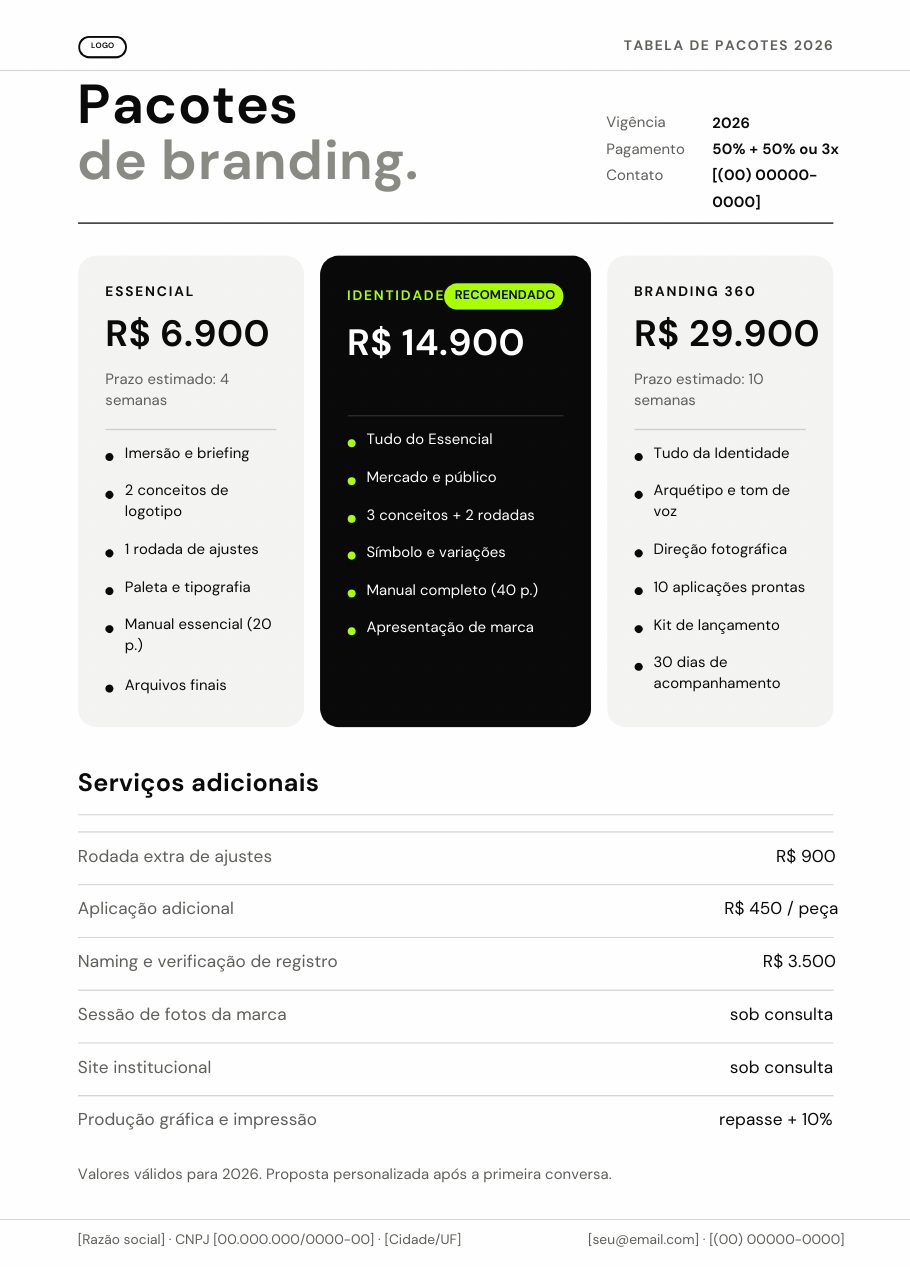 LOGO
TABELA DE PACOTES 2026
Pacotes
de branding.
Vigência 2026
Pagamento 50% + 50% ou 3x
Contato [(00) 00000-
0000]
ESSENCIAL
R$ 6.900
Prazo estimado: 4
semanas
Imersão e briefing
2 conceitos de
logotipo
1 rodada de ajustes
Paleta e tipografia
Manual essencial (20
p.)
Arquivos finais
IDENTIDADE RECOMENDADO
R$ 14.900
Tudo do Essencial
Mercado e público
3 conceitos + 2 rodadas
Símbolo e variações
Manual completo (40 p.)
Apresentação de marca
BRANDING 360
R$ 29.900
Prazo estimado: 10
semanas
Tudo da Identidade
Arquétipo e tom de
voz
Direção fotográfica
10 aplicações prontas
Kit de lançamento
30 dias de
acompanhamento
Serviços adicionais
Rodada extra de ajustes R$ 900
Aplicação adicional R$ 450 / peça
Naming e verificação de registro R$ 3.500
Sessão de fotos da marca sob consulta
Site institucional sob consulta
Produção gráfica e impressão repasse + 10%
Valores válidos para 2026. Proposta personalizada após a primeira conversa.
[Razão social] · CNPJ [00.000.000/0000-00] · [Cidade/UF] [seu@email.com] · [(00) 00000-0000]